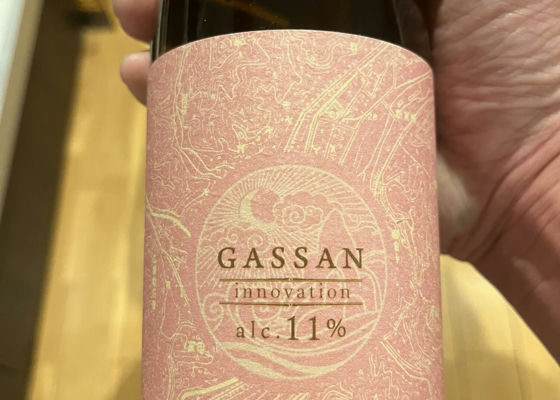 GASSAN
innovation
alc.11%